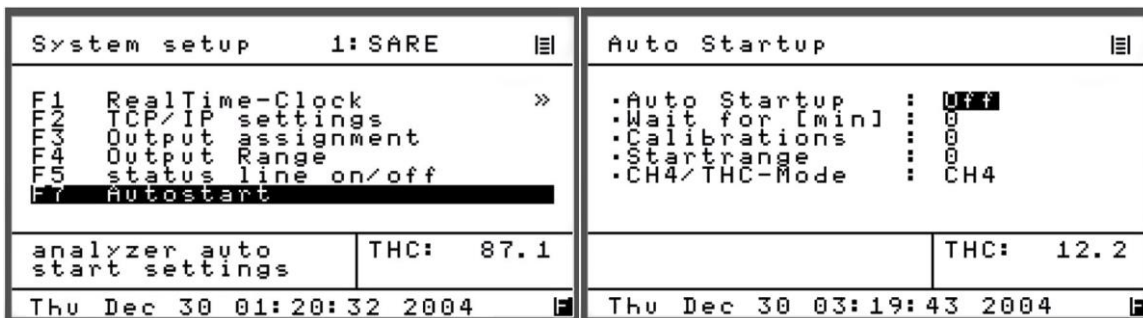 System setup 1:SARE
F1 RealTime-Clock »
F2 TCP/IP settings
F3 Output assignment
F4 Output Range
F5 status line on/off
F7 Autostart
analyzer auto
start settings
THC: 87.1
Thu Dec 30 01:20:32 2004 F
Auto Startup
·Auto Startup : Off
·Wait for [min] : 0
·Calibrations : 0
·Startrange : 0
·CH4/THC-Mode : CH4
THC: 12.2
Thu Dec 30 03:19:43 2004 F